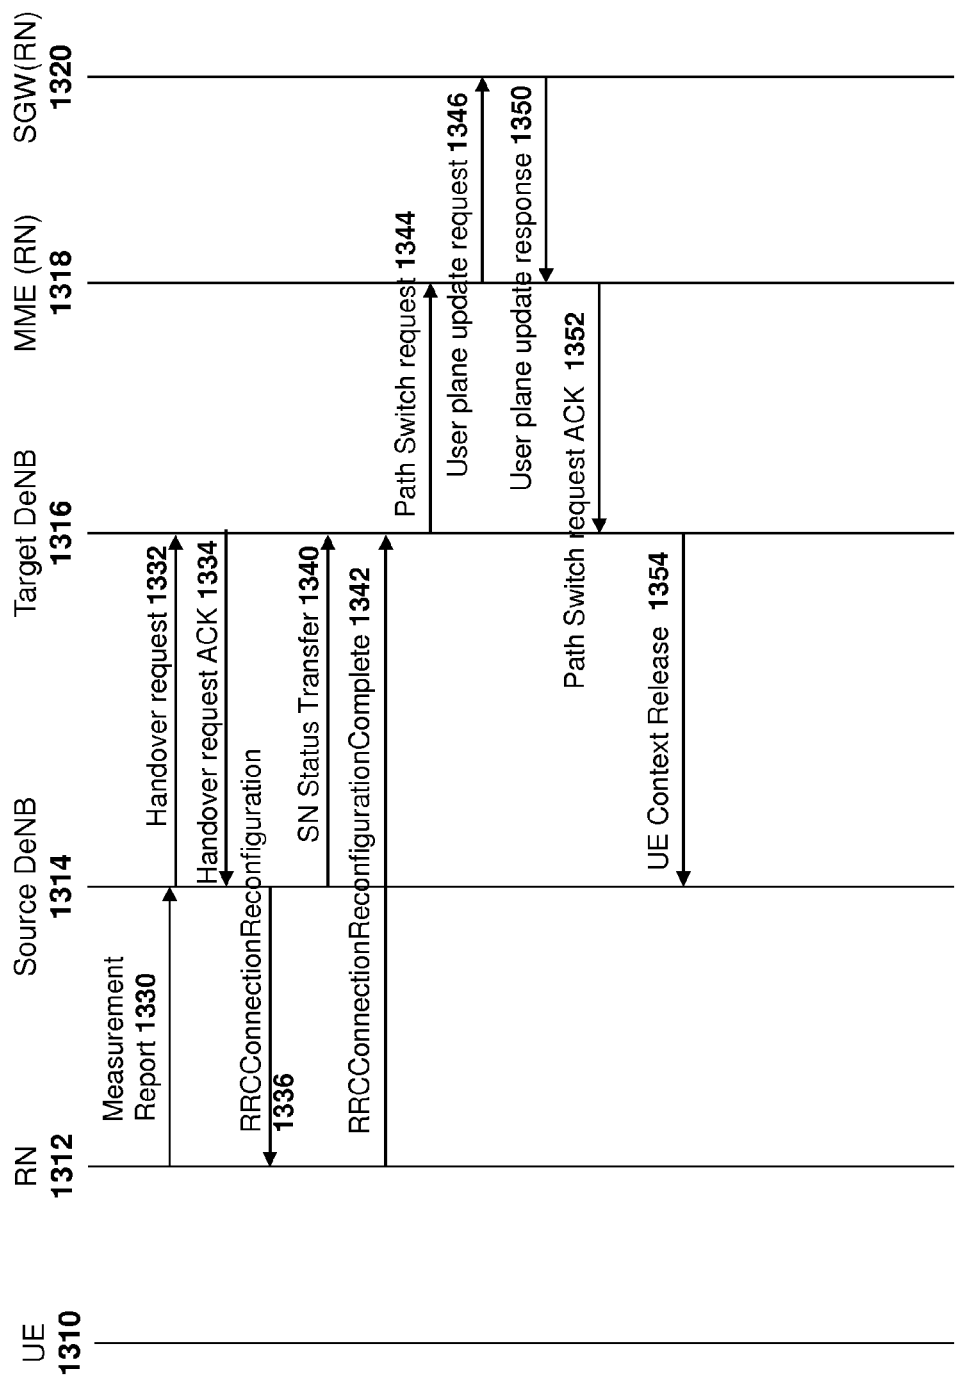 UE
1310
RN
1312
Source DeNB
1314
Target DeNB
1316
MME (RN)
1318
SGW(RN)
1320
Measurement
Report 1330
Handover request 1332
Handover request ACK 1334
RRCConnectionReconfiguration
1336
SN Status Transfer 1340
RRCConnectionReconfigurationComplete 1342
Path Switch request 1344
User plane update request 1346
User plane update response 1350
Path Switch request ACK 1352
UE Context Release 1354